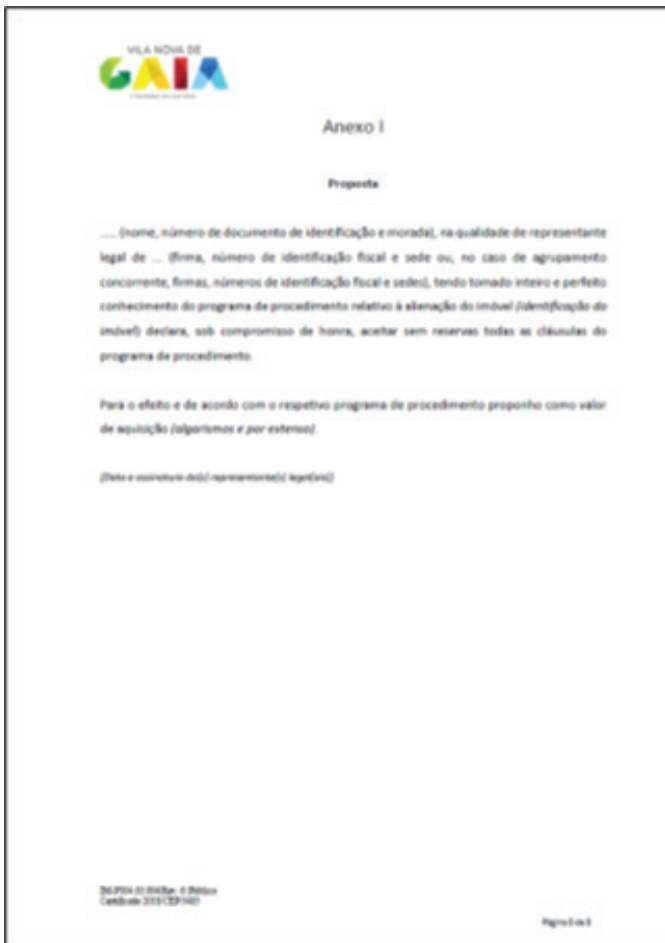 VILA NOVA DE
GAIA
Anexo I
Proposta
..... (nome, número de documento de identificação e morada), na qualidade de representante
legal de ... (firma, número de identificação fiscal e sede ou, no caso de agrupamento
concorrente, firmas, números de identificação fiscal e sedes), tendo tomado inteiro e perfeito
conhecimento do programa de procedimento relativo à alienação do imóvel (identificação do
imóvel) declara, sob compromisso de honra, aceitar sem reservas todas as cláusulas do
programa de procedimento.
Para o efeito e de acordo com o respetivo programa de procedimento proponho como valor
de aquisição (algarismos e por extenso).
[Data e assinatura do(s) representante(s) legal(ais)]
Público
Certificado
Página